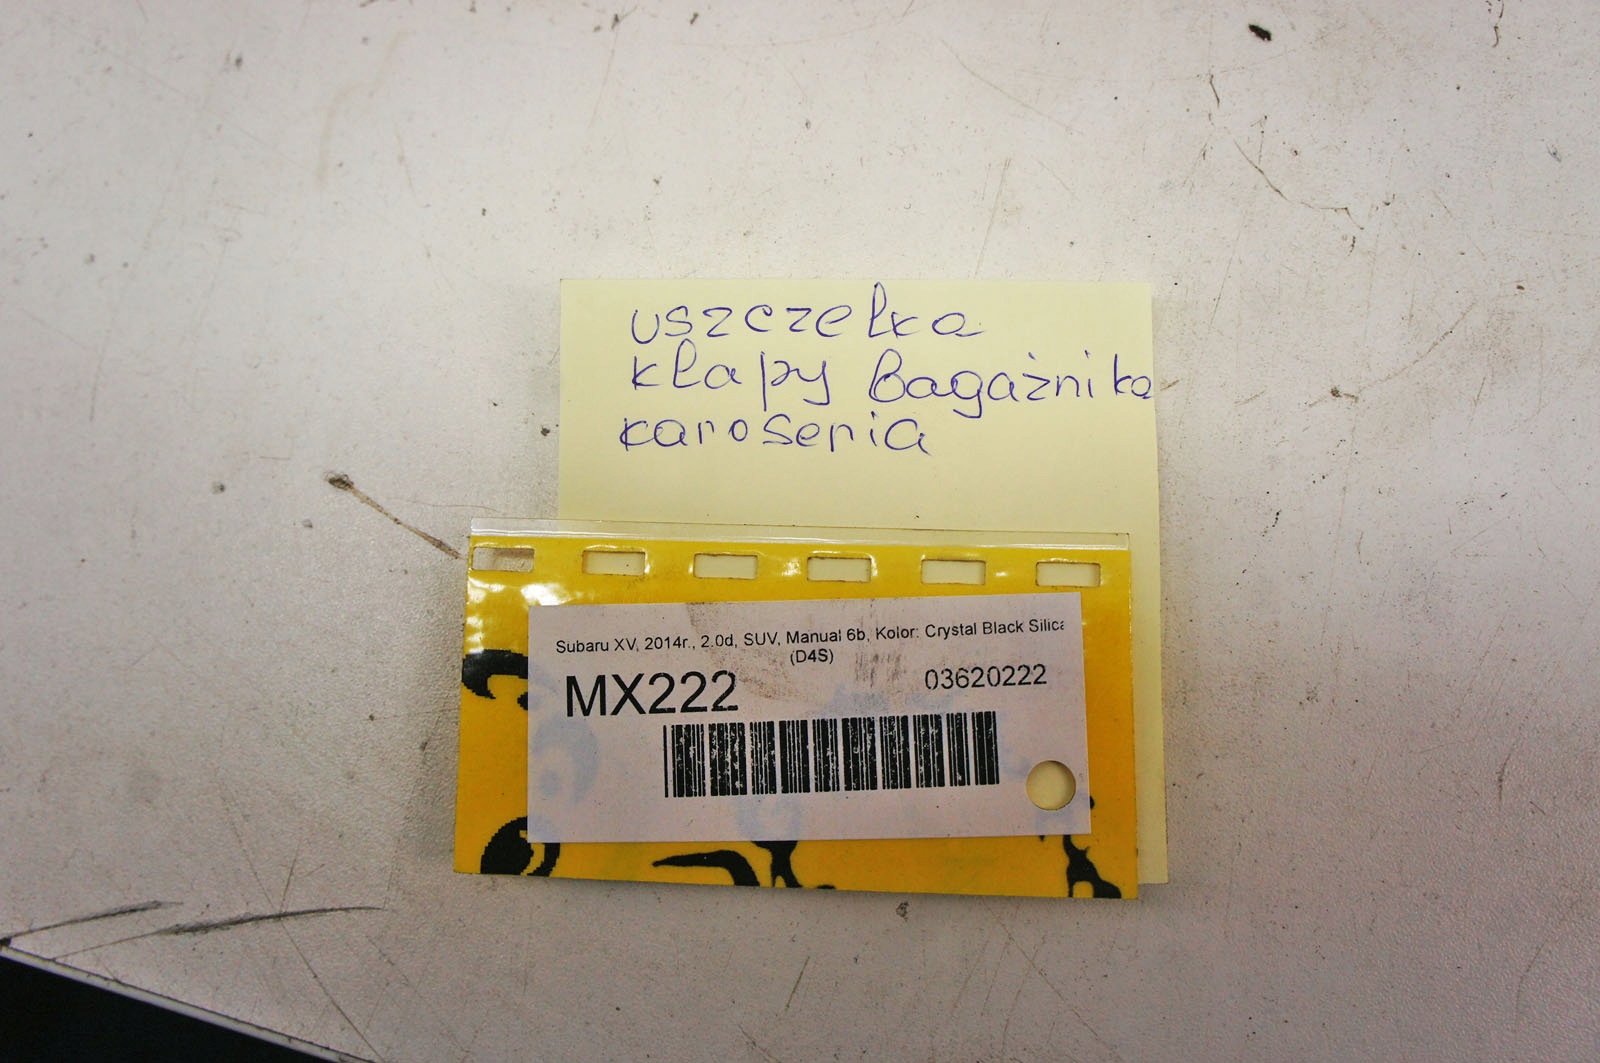 uszczelka
klapy bagażnika
karoseria
Subaru XV, 2014r., 2.0d, SUV, Manual 6b, Kolor: Crystal Black Silica
(D4S)
MX222
03620222